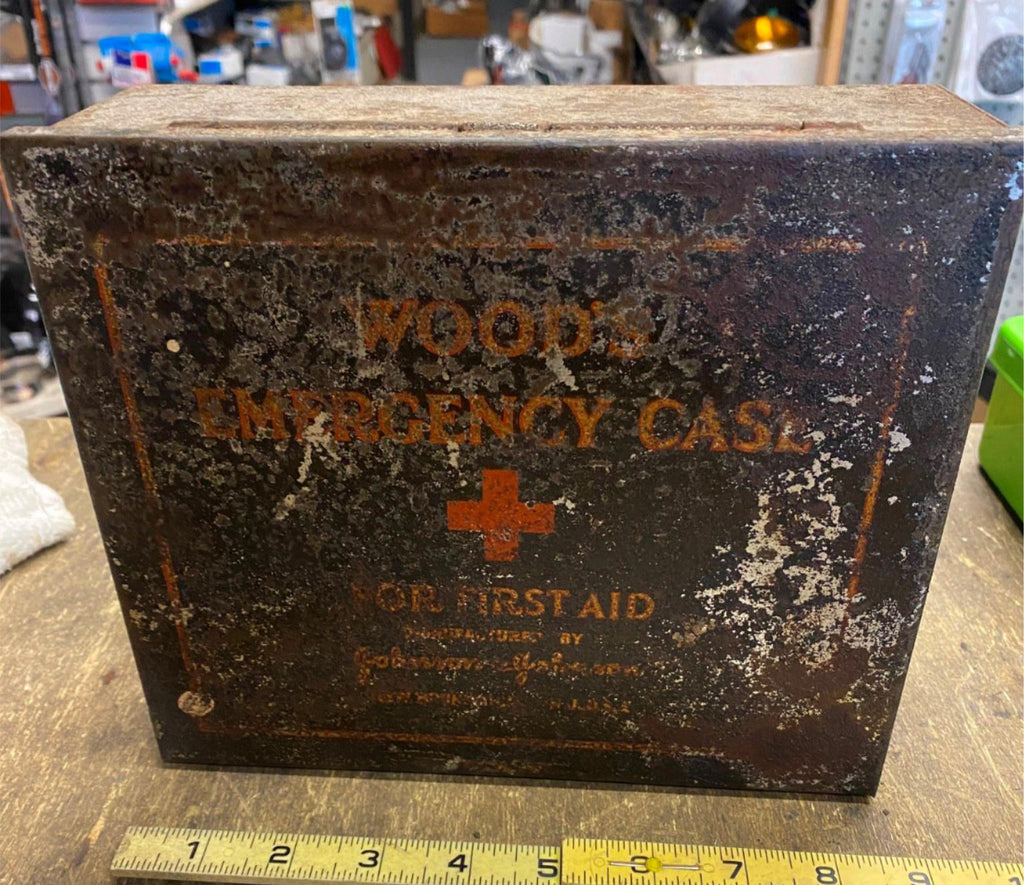 WOOD'S
EMERGENCY CASE
FOR FIRST AID
MANUFACTURED BY
Johnson & Johnson
NEW BRUNSWICK N.J. U.S.A.
1 2 3 4 5 6 7 8 9